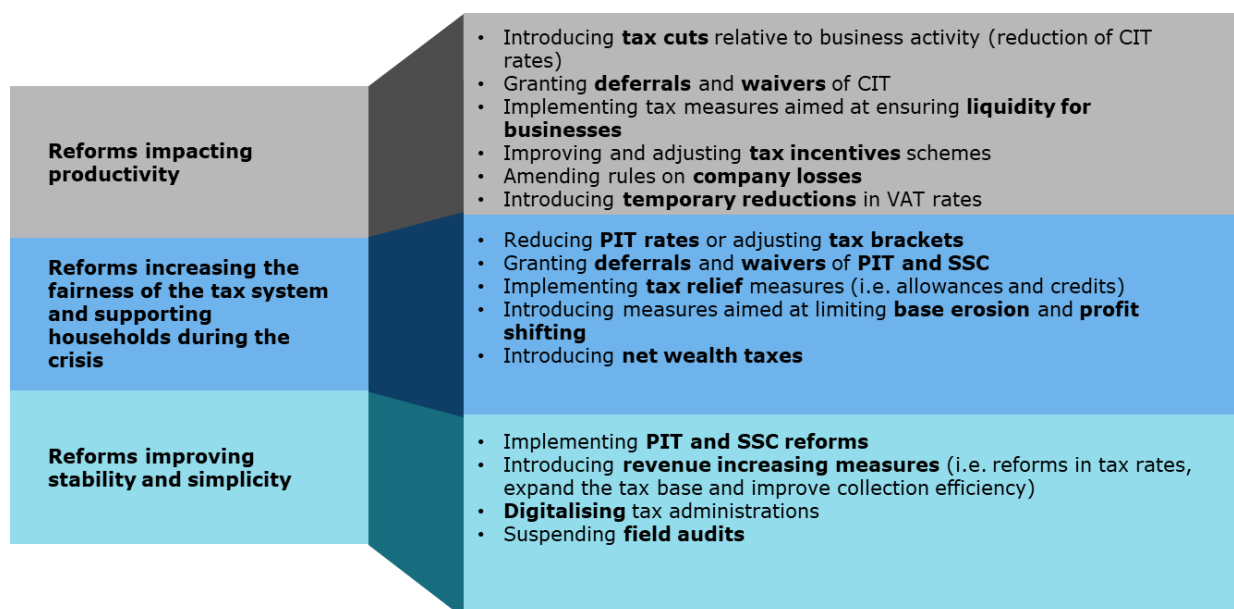 Reforms impacting
productivity
• Introducing tax cuts relative to business activity (reduction of CIT
rates)
• Granting deferrals and waivers of CIT
• Implementing tax measures aimed at ensuring liquidity for
businesses
• Improving and adjusting tax incentives schemes
• Amending rules on company losses
• Introducing temporary reductions in VAT rates
Reforms increasing the
fairness of the tax system
and supporting
households during the
crisis
• Reducing PIT rates or adjusting tax brackets
• Granting deferrals and waivers of PIT and SSC
• Implementing tax relief measures (i.e. allowances and credits)
• Introducing measures aimed at limiting base erosion and profit
shifting
• Introducing net wealth taxes
Reforms improving
stability and simplicity
• Implementing PIT and SSC reforms
• Introducing revenue increasing measures (i.e. reforms in tax rates,
expand the tax base and improve collection efficiency)
• Digitalising tax administrations
• Suspending field audits